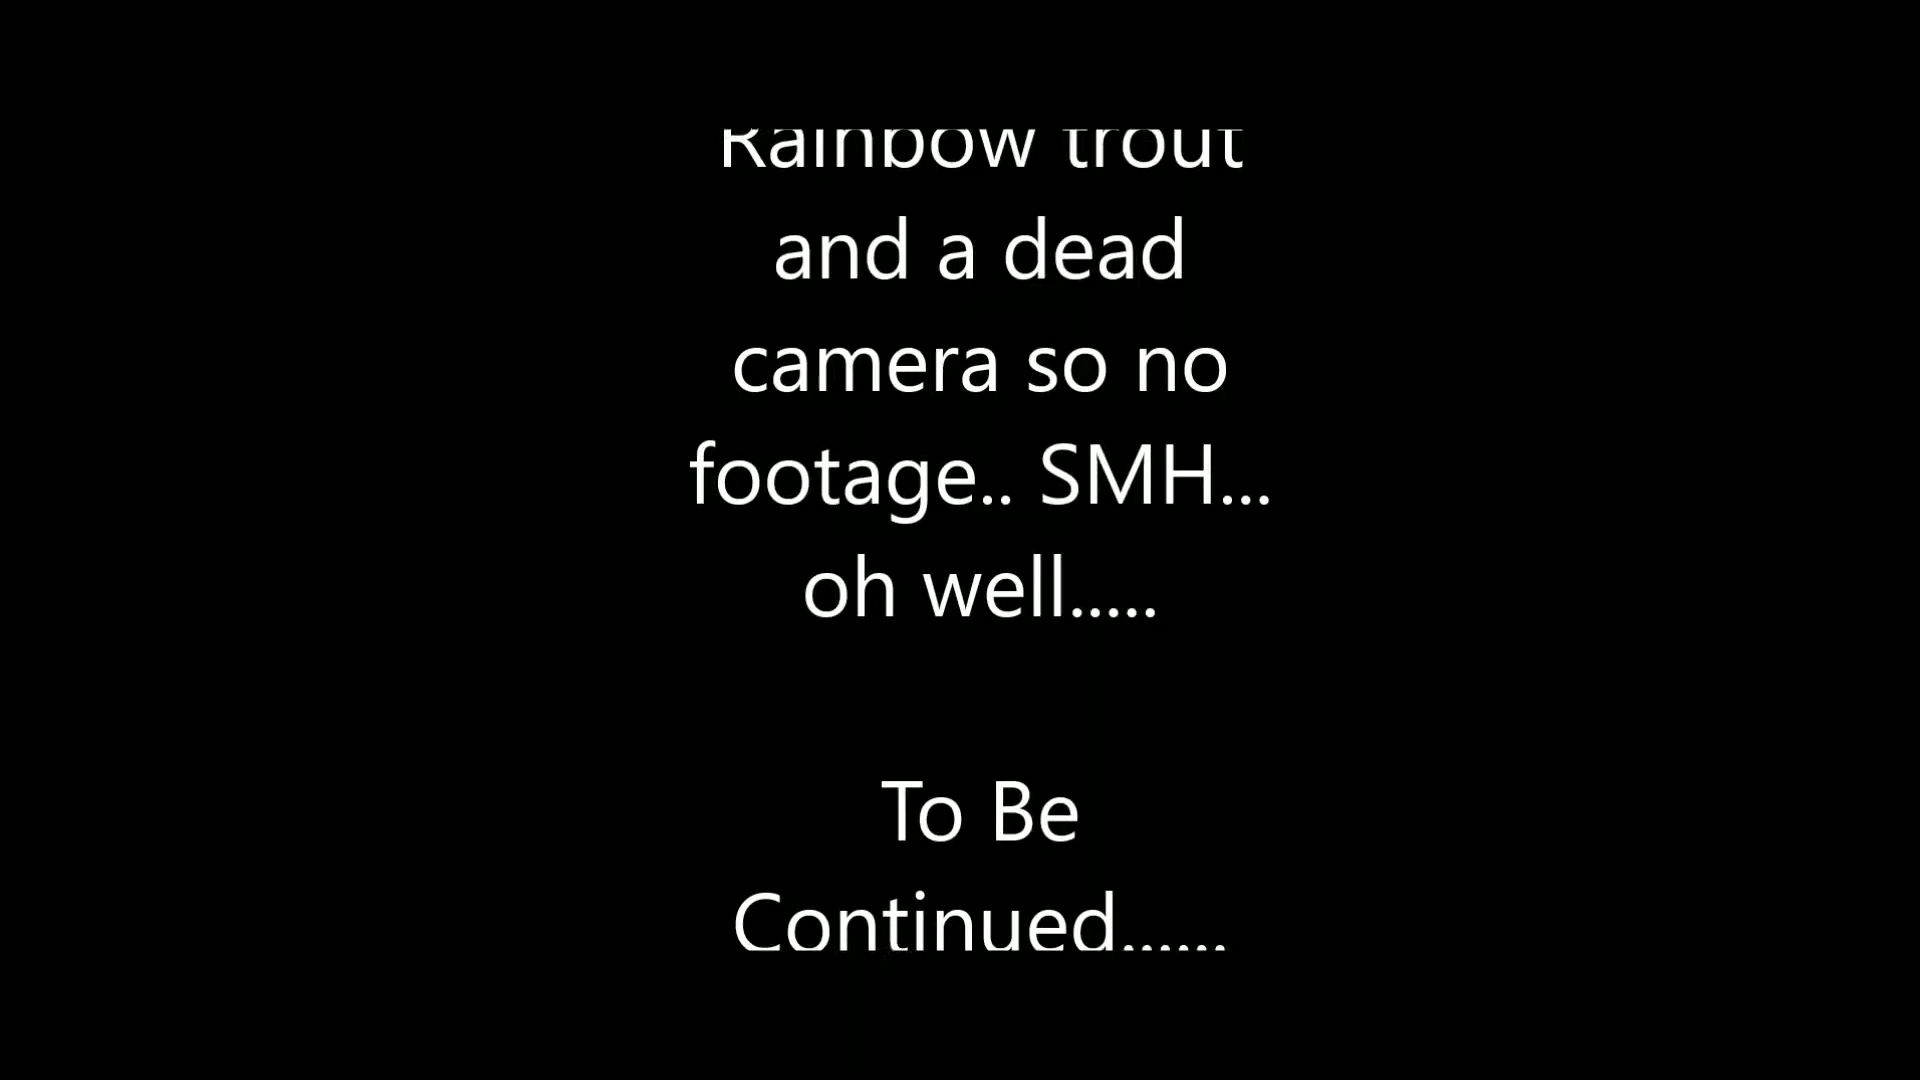 Rainbow trout
and a dead
camera so no
footage.. SMH...
oh well.....
To Be
Continued......